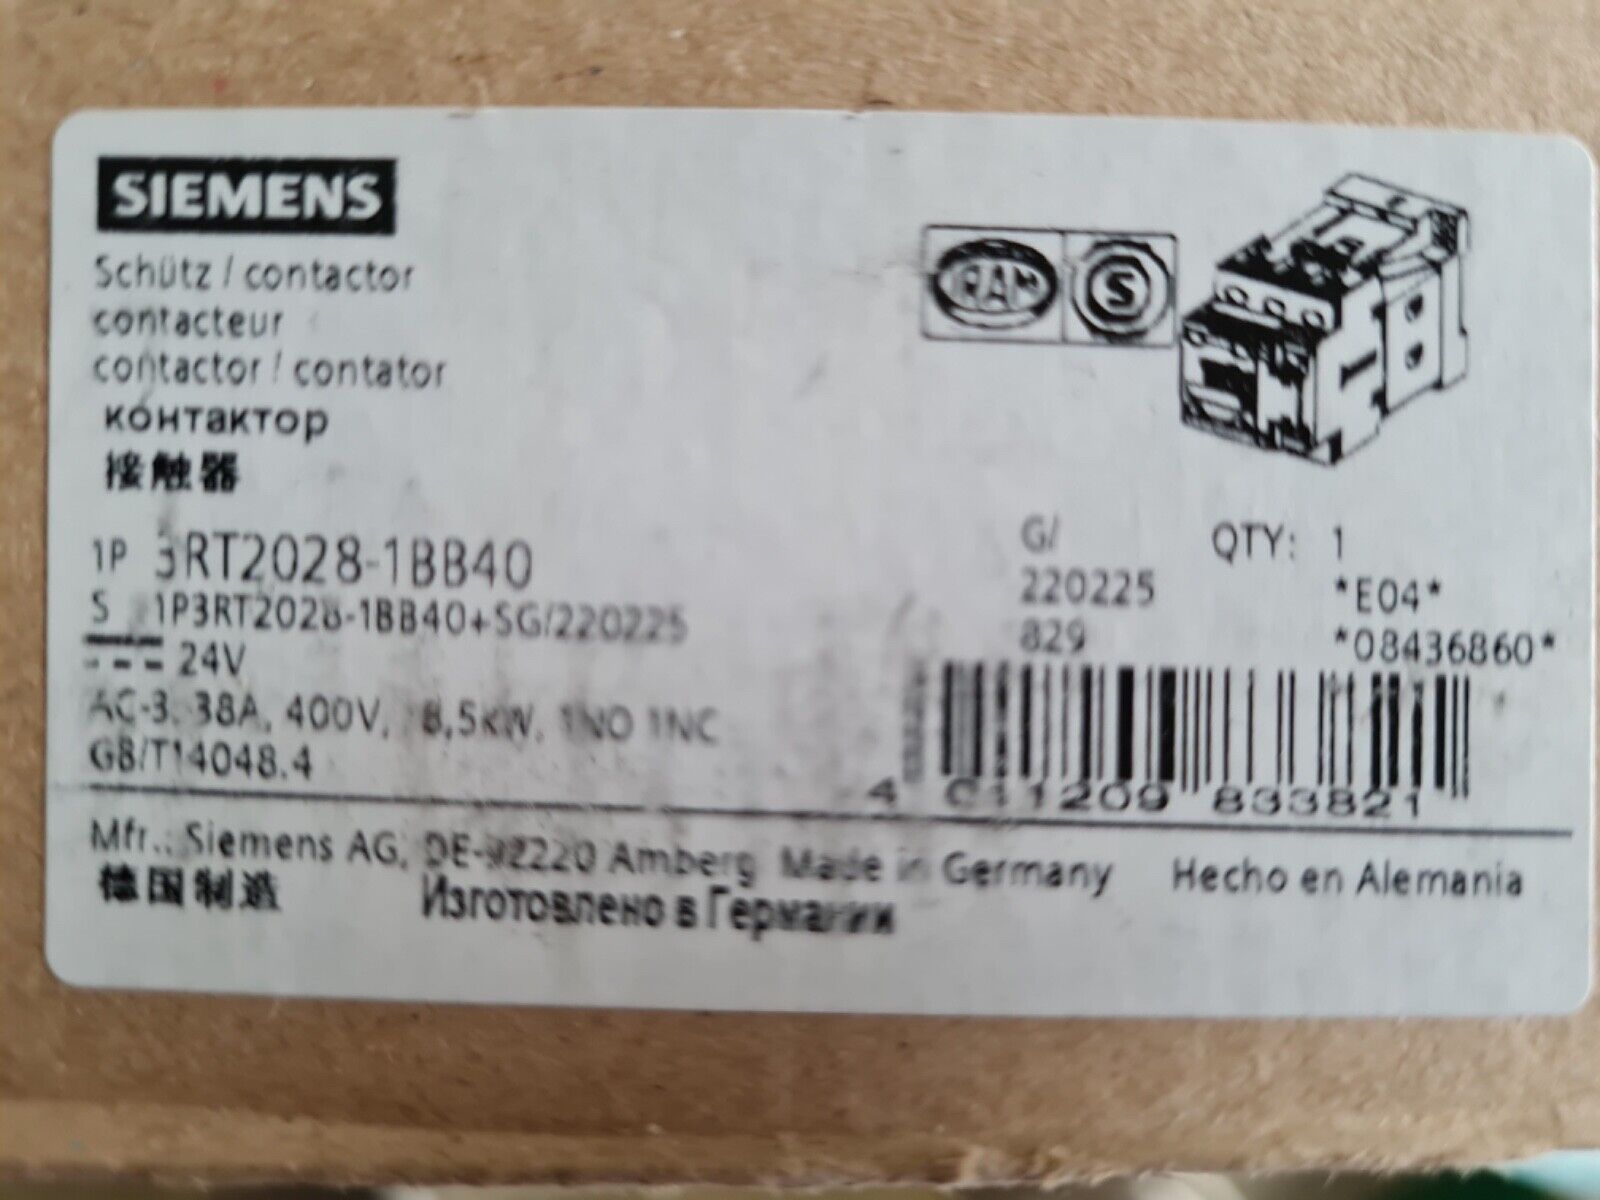 SIEMENS
Schütz / contactor
contacteur
contactor / contator
контактор
接触器
IRAM S
1P 3RT2028-1BB40
S 1P3RT2028-1BB40+SG/220225
24V
AC-3, 38A, 400V, 18,5kW, 1NO 1NC
GB/T14048.4
G/ QTY: 1
220225 *E04*
829 *08436860*
4 011209 833821
Mfr.: Siemens AG, DE-92220 Amberg Made in Germany Hecho en Alemania
德国制造 Изготовлено в Германии